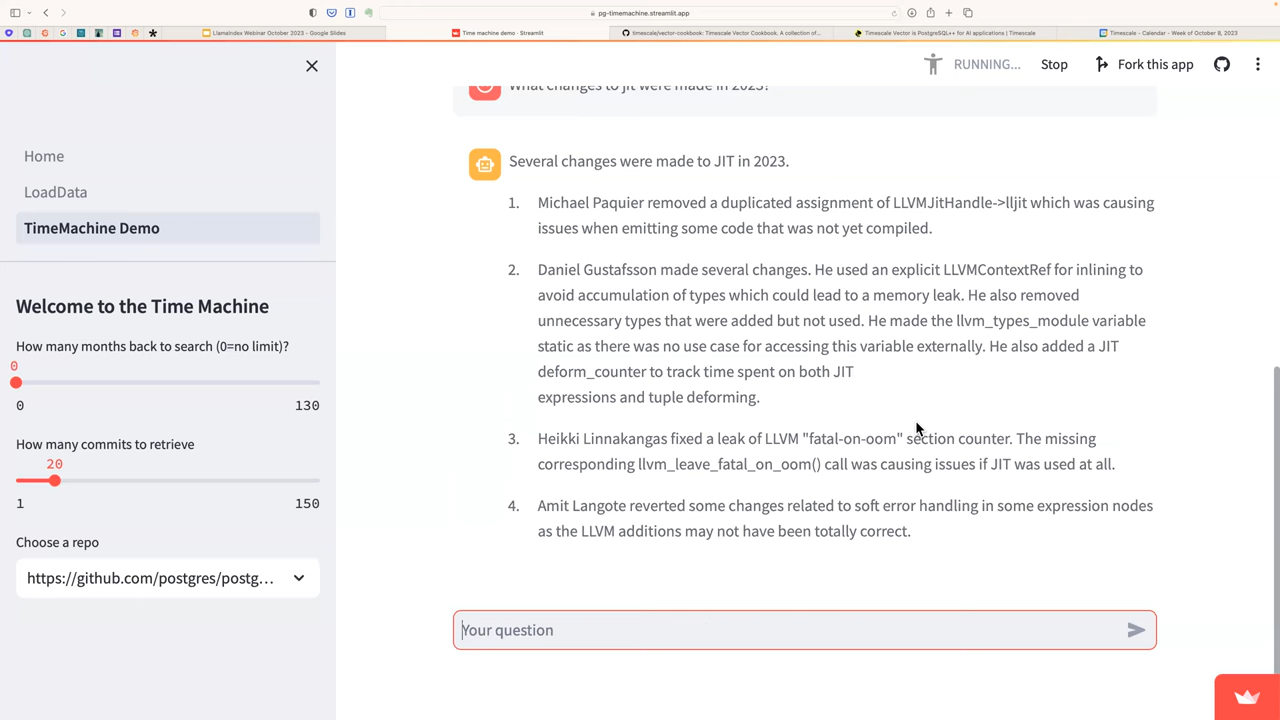 pg-timemachine.streamlit.app
LlamaIndex Webinar October 2023 - Google Slides
Time machine demo · Streamlit
timescale/vector-cookbook: Timescale Vector Cookbook. A collection of...
Timescale Vector is PostgreSQL++ for AI applications | Timescale
Timescale - Calendar - Week of October 8, 2023
RUNNING...
Stop
Fork this app
Home
LoadData
TimeMachine Demo
Welcome to the Time Machine
How many months back to search (0=no limit)?
0
0
130
How many commits to retrieve
20
1
150
Choose a repo
https://github.com/postgres/postg...
What changes to jit were made in 2023?
Several changes were made to JIT in 2023.
1. Michael Paquier removed a duplicated assignment of LLVMJitHandle->lljit which was causing
issues when emitting some code that was not yet compiled.
2. Daniel Gustafsson made several changes. He used an explicit LLVMContextRef for inlining to
avoid accumulation of types which could lead to a memory leak. He also removed
unnecessary types that were added but not used. He made the llvm_types_module variable
static as there was no use case for accessing this variable externally. He also added a JIT
deform_counter to track time spent on both JIT
expressions and tuple deforming.
3. Heikki Linnakangas fixed a leak of LLVM "fatal-on-oom" section counter. The missing
corresponding llvm_leave_fatal_on_oom() call was causing issues if JIT was used at all.
4. Amit Langote reverted some changes related to soft error handling in some expression nodes
as the LLVM additions may not have been totally correct.
Your question